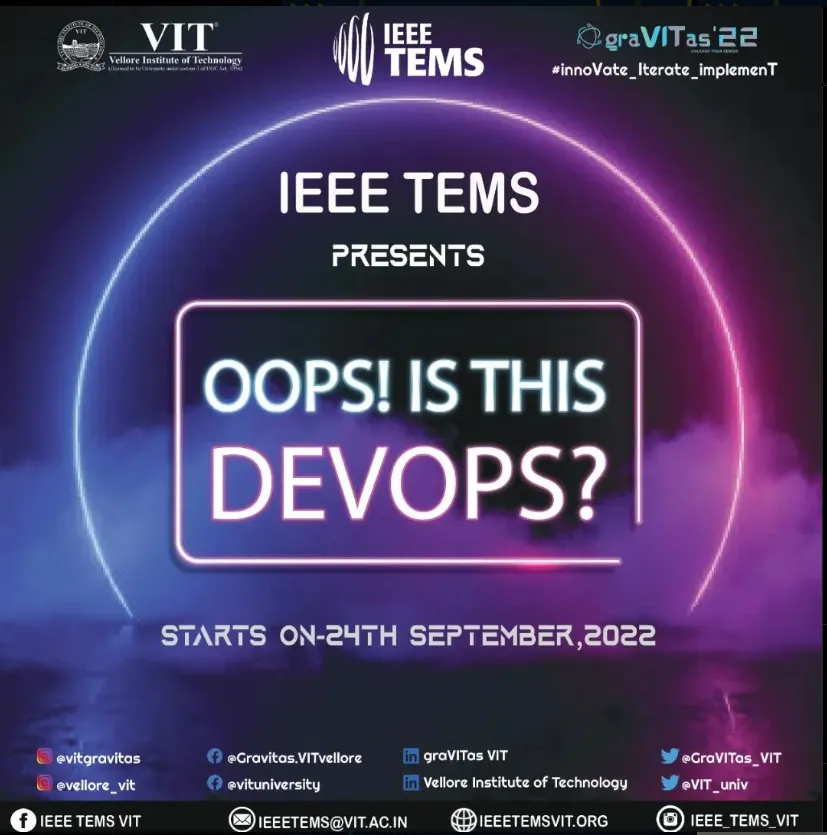 VIT
Vellore Institute of Technology
(Deemed to be University under section 3 of UGC Act, 1956)
IEEE
TEMS
graVITas'22
#innoVate_Iterate_implemenT
IEEE TEMS
PRESENTS
OOPS! IS THIS
DEVOPS?
STARTS ON-24TH SEPTEMBER,2022
@vitgravitas
@Gravitas.VITvellore
graVITas VIT
@GraVITas_VIT
@vellore_vit
@vituniversity
Vellore Institute of Technology
@VIT_univ
IEEE TEMS VIT
IEEETEMS@VIT.AC.IN
IEEETEMSVIT.ORG
IEEE_TEMS_VIT